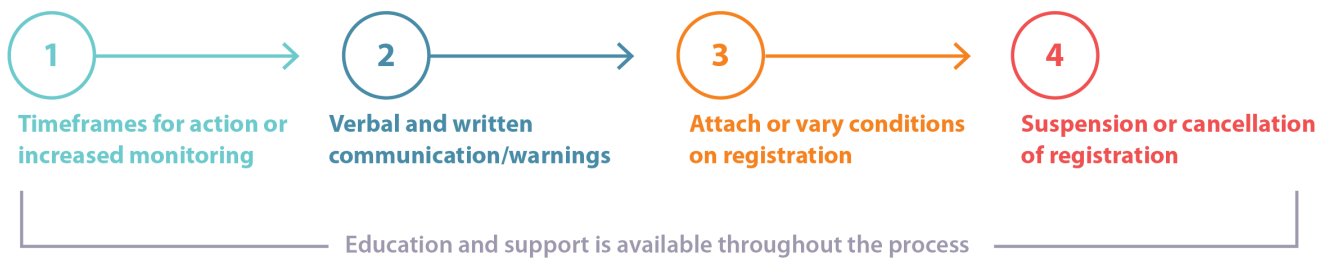 1
2
3
4
Timeframes for action or
increased monitoring
Verbal and written
communication/warnings
Attach or vary conditions
on registration
Suspension or cancellation
of registration
Education and support is available throughout the process